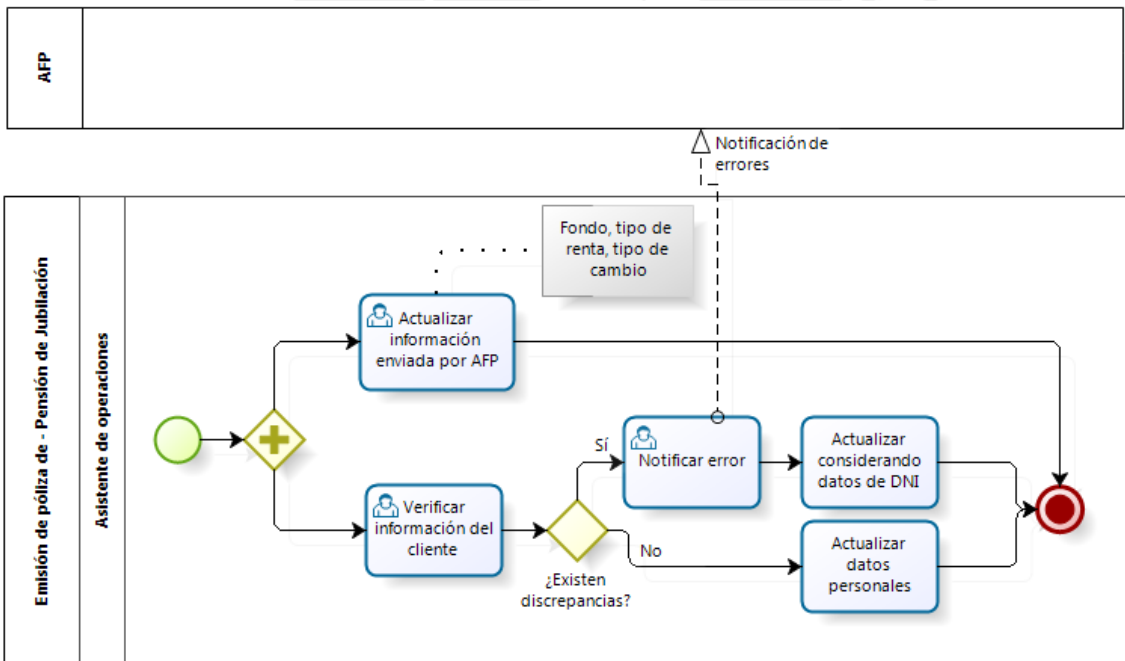 AFP
Notificación de
errores
Emisión de póliza de - Pensión de Jubilación
Asistente de operaciones
Fondo, tipo de
renta, tipo de
cambio
Actualizar
información
enviada por AFP
Verificar
información del
cliente
¿Existen
discrepancias?
Sí
No
Notificar error
Actualizar
considerando
datos de DNI
Actualizar
datos
personales